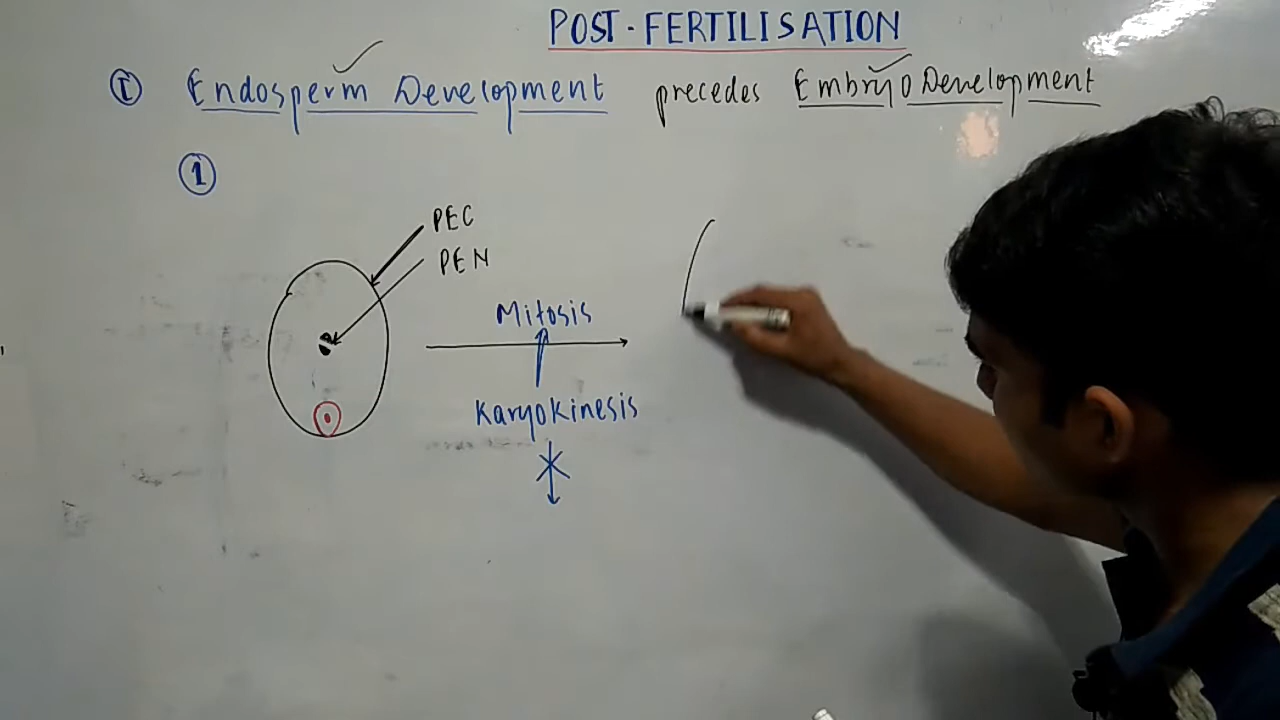 POST-FERTILISATION
I Endosperm Development precedes Embryo Development
1
PEC
PEN
Mitosis
Karyokinesis